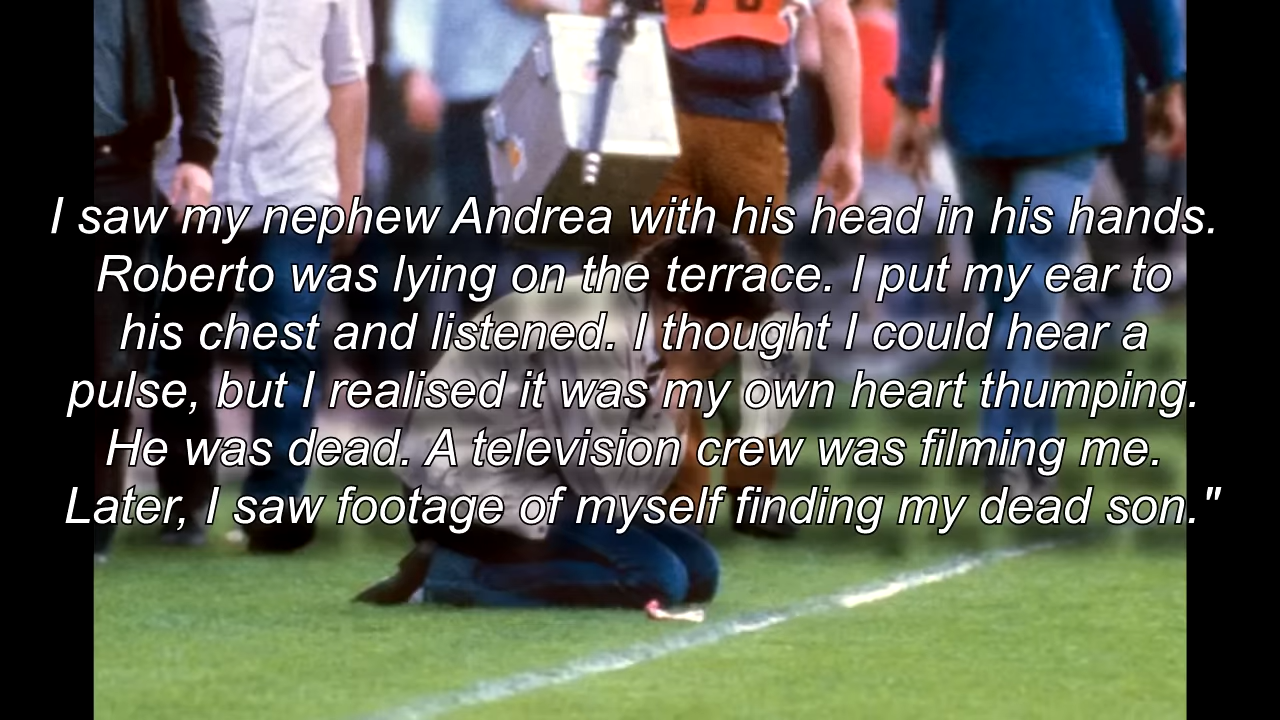 I saw my nephew Andrea with his head in his hands.
Roberto was lying on the terrace. I put my ear to
his chest and listened. I thought I could hear a
pulse, but I realised it was my own heart thumping.
He was dead. A television crew was filming me.
Later, I saw footage of myself finding my dead son."